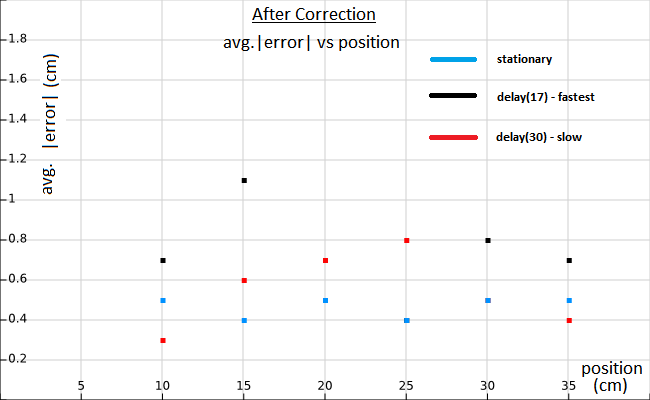 After Correction
avg.|error| vs position
avg. |error| (cm)
1.8
1.6
1.4
1.2
1
0.8
0.6
0.4
0.2
stationary
delay(17) - fastest
delay(30) - slow
5 10 15 20 25 30 35
position
(cm)